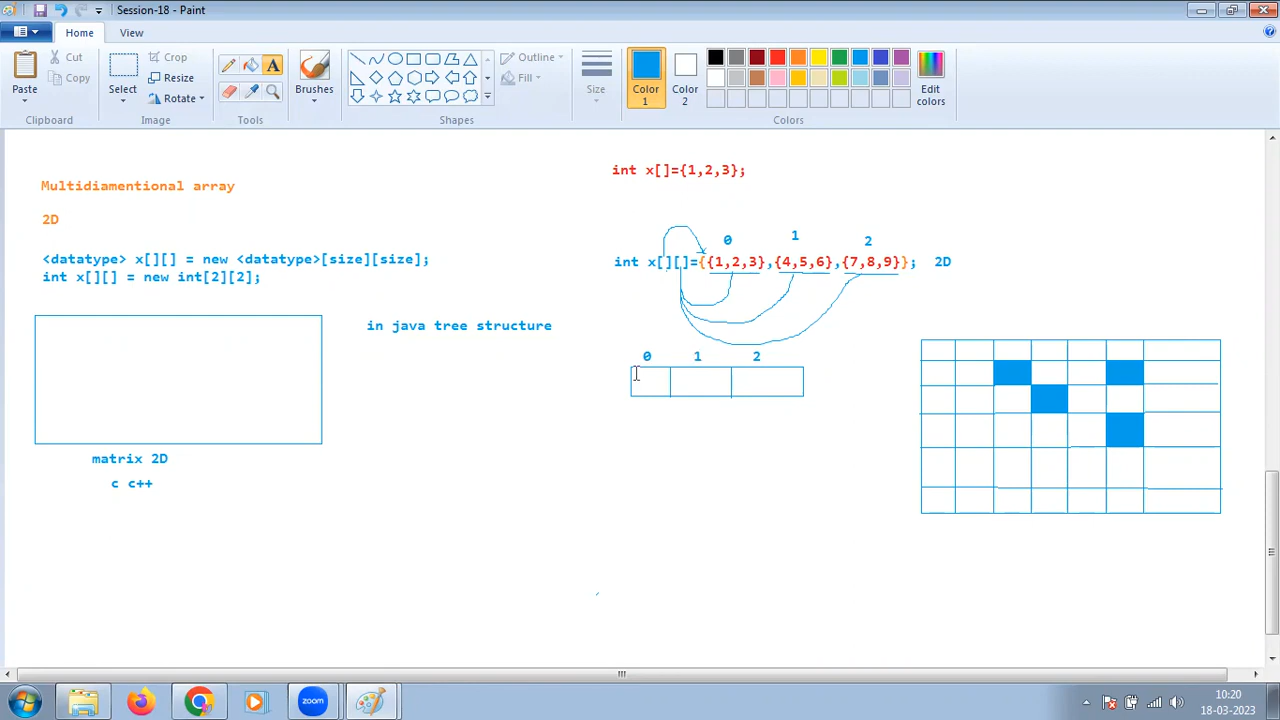 Session-18 - Paint
Home
View
Paste
Cut
Copy
Clipboard
Select
Crop
Resize
Rotate
Image
Tools
Brushes
Shapes
Outline
Fill
Size
Color 1
Color 2
Edit colors
Colors
int x[]={1,2,3};
Multidiamentional array
2D
0 1 2
<datatype> x[][] = new <datatype>[size][size];
int x[][]={{1,2,3},{4,5,6},{7,8,9}}; 2D
int x[][] = new int[2][2];
in java tree structure
0 1 2
matrix 2D
c c++
zoom
10:20
18-03-2023